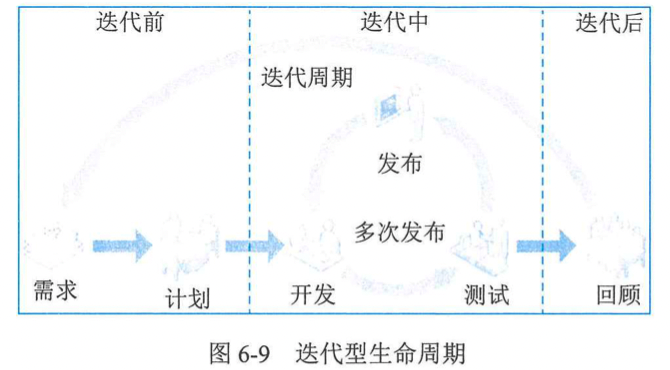 迭代前
迭代中
迭代后
迭代周期
发布
多次发布
需求
计划
开发
测试
回顾
图 6-9 迭代型生命周期